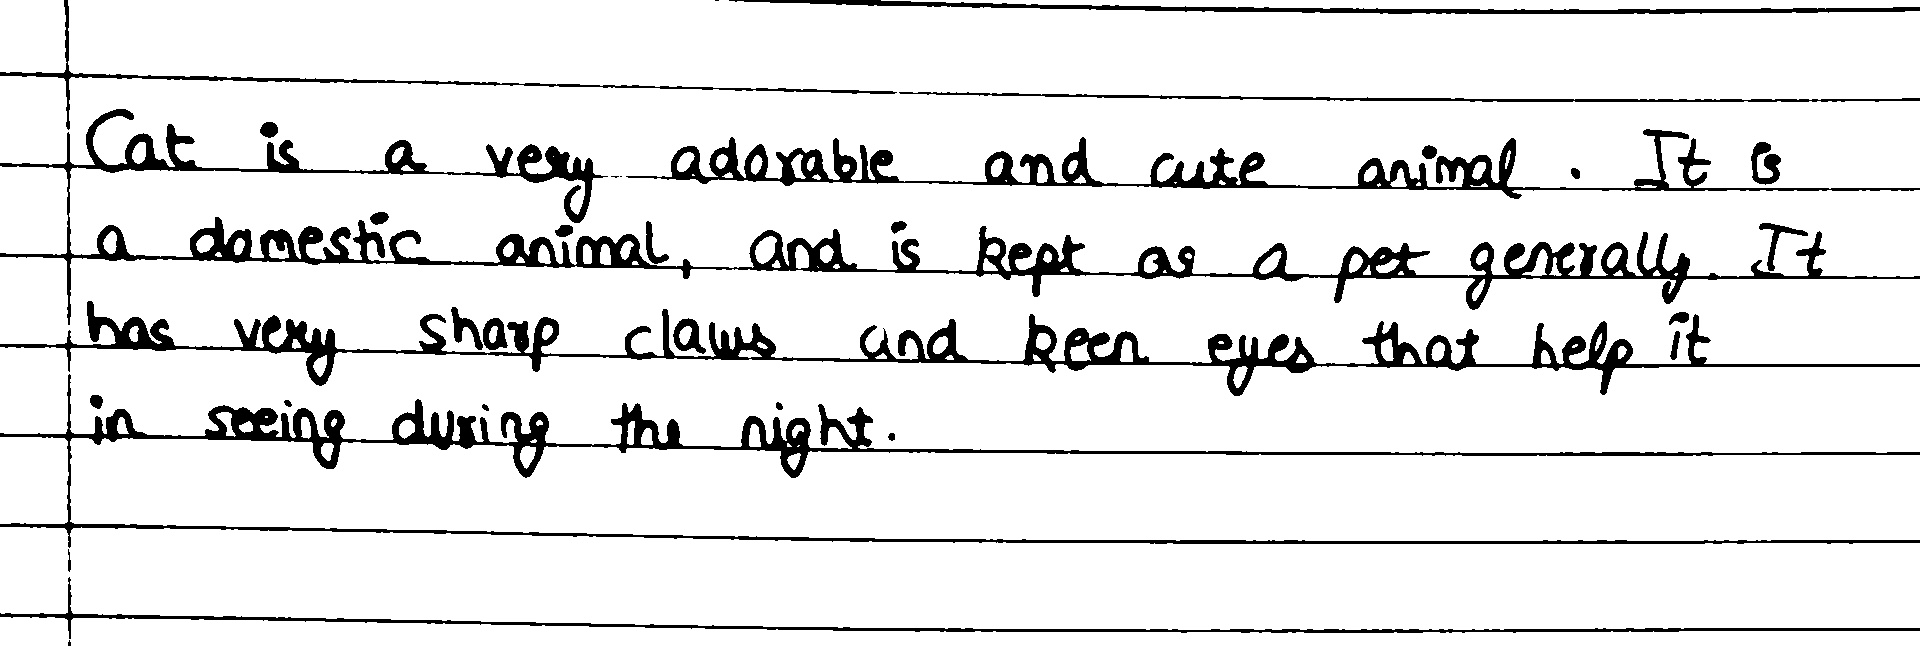 Cat is a very adorable and cute animal. It is
a domestic animal, and is kept as a pet generally. It
has very sharp claws and keen eyes that help it
in seeing during the night.